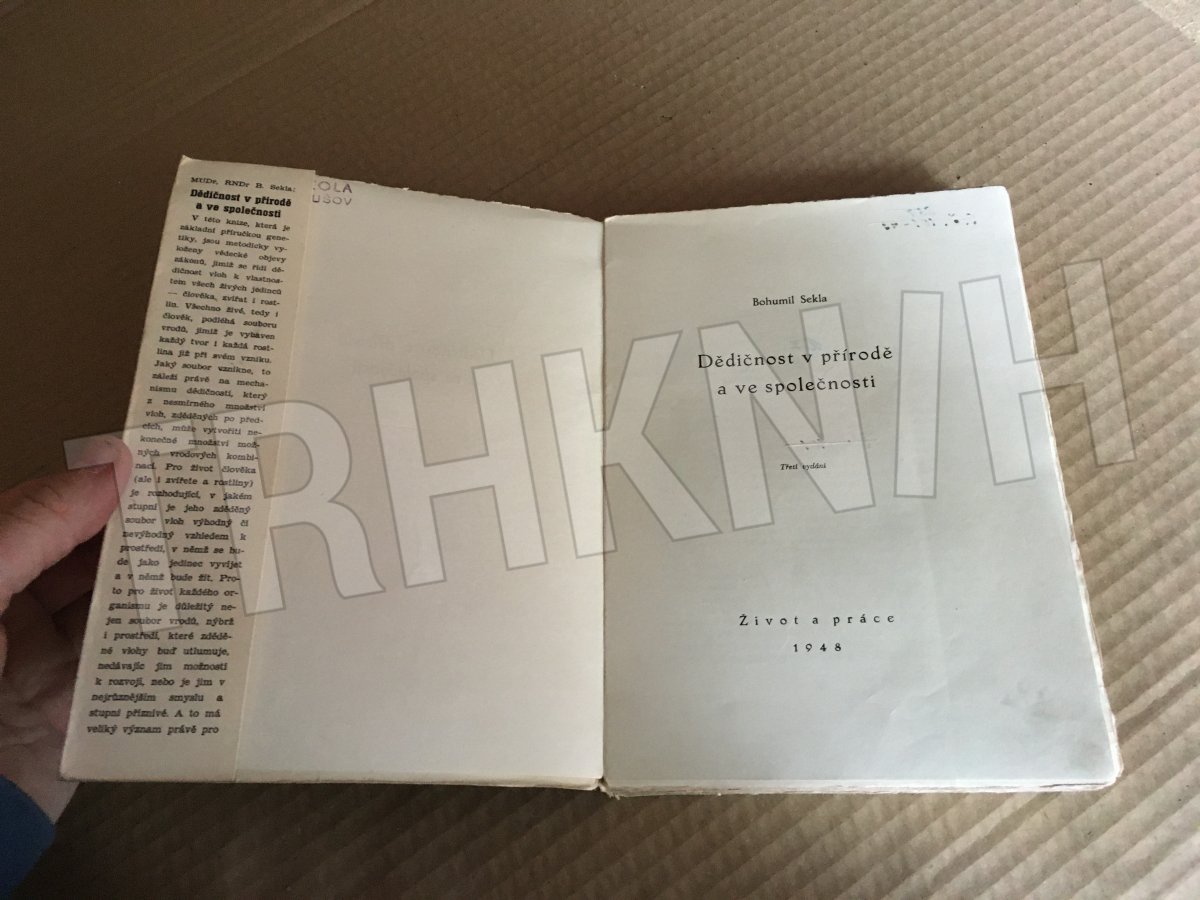 MUDr. RNDr B. Sekla:
Dědičnost v přírodě
a ve společnosti
V této knize, která je
základní příručkou gene-
tiky, jsou metodicky vy-
loženy vědecké objevy
zákonů, jimiž se řídí dě-
dičnost vloh k vlastnos-
tem všech živých jedinců
— člověka, zvířat i rost-
lin. Všechno živé, tedy i
člověk, podléhá souboru
vrodů, jimiž je vybaven
každý tvor i každá rost-
lina již při svém vzniku.
Jaký soubor vznikne, to
záleží právě na mecha-
nismu dědičnosti, který
z nesmírného množství
vloh, zděděných po před-
cích, může vytvořiti ne-
konečné množství mož-
ných vrodových kombi-
nací. Pro život člověka
(ale i zvířete a rostliny)
je rozhodující, v jakém
stupni je jeho zděděný
soubor vloh výhodný či
nevýhodný vzhledem k
prostředí, v němž se bu-
de jako jedinec vyvíjet
a v němž bude žít. Pro-
to pro život každého or-
ganismu je důležitý ne-
jen soubor vrodů, nýbrž
i prostředí, které zdědě-
né vlohy buď utlumuje,
nedávajíc jim možnosti
k rozvoji, nebo je jim v
nejrůznějším smyslu a
stupni příznivé. A to má
veliký význam právě pro
OLA
UŠOV
Bohumil Sekla
Dědičnost v přírodě
a ve společnosti
Třetí vydání
Život a práce
1948
TRHKNIH